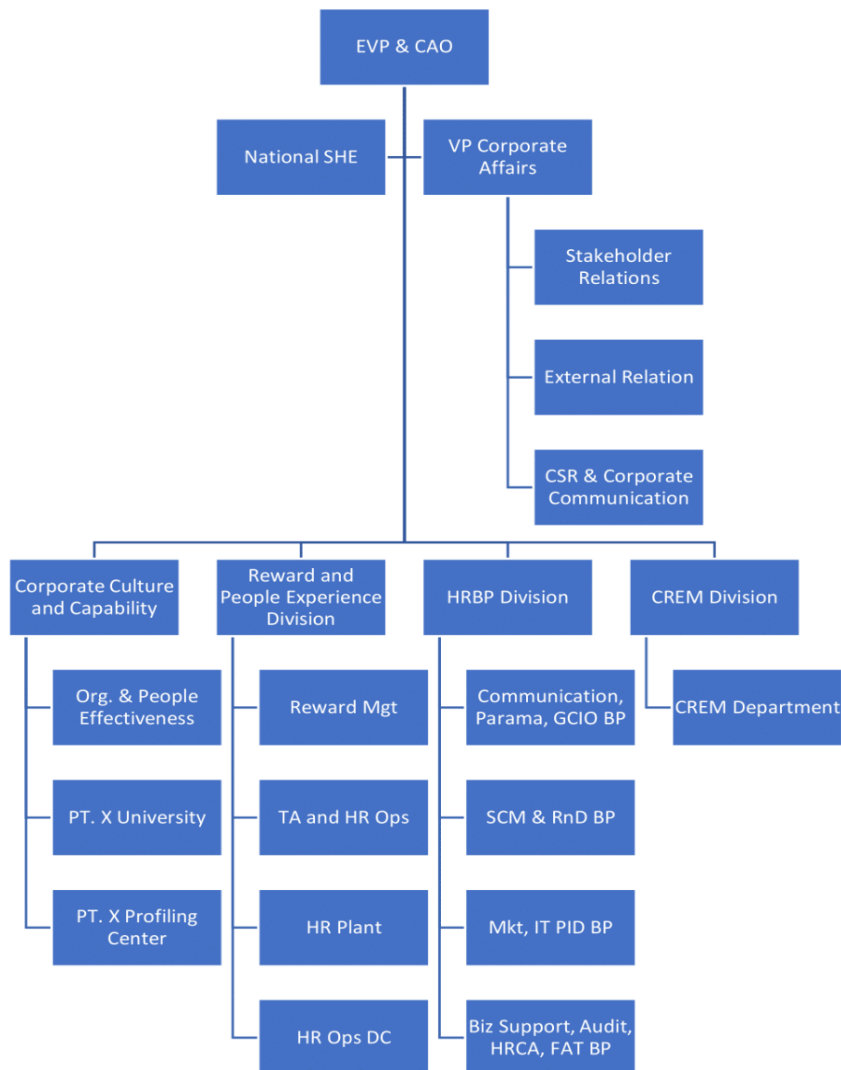 EVP & CAO
National SHE
VP Corporate
Affairs
Stakeholder
Relations
External Relation
CSR & Corporate
Communication
Corporate Culture
and Capability
Reward and
People Experience
Division
HRBP Division
CREM Division
Org. & People
Effectiveness
Reward Mgt
Communication,
Parama, GCIO BP
CREM Department
PT. X University
TA and HR Ops
SCM & RnD BP
PT. X Profiling
Center
HR Plant
Mkt, IT PID BP
HR Ops DC
Biz Support, Audit,
HRCA, FAT BP